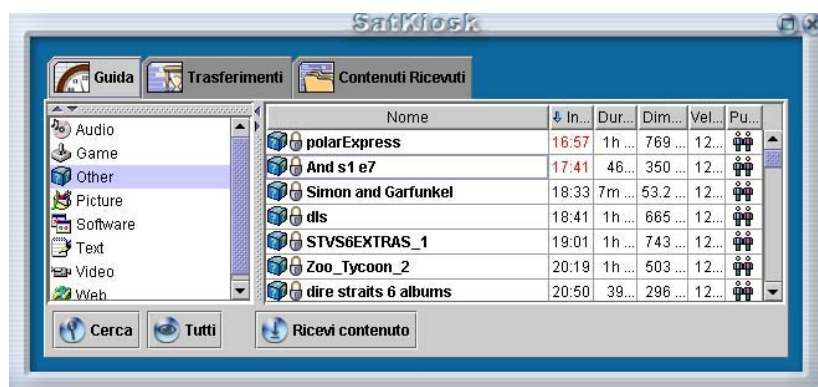 SatKiosk
Guida Trasferimenti Contenuti Ricevuti
Audio
Game
Other
Picture
Software
Text
Video
Web
Nome In... Dur... Dim... Vel... Pu...
polarExpress 16:57 1h ... 769 ... 12...
And s1 e7 17:41 46... 350 ... 12...
Simon and Garfunkel 18:33 7m ... 53.2 ... 12...
dls 18:41 1h ... 665 ... 12...
STVS6EXTRAS_1 19:01 1h ... 743 ... 12...
Zoo_Tycoon_2 20:19 1h ... 503 ... 12...
dire straits 6 albums 20:50 39... 296 ... 12...
Cerca Tutti Ricevi contenuto